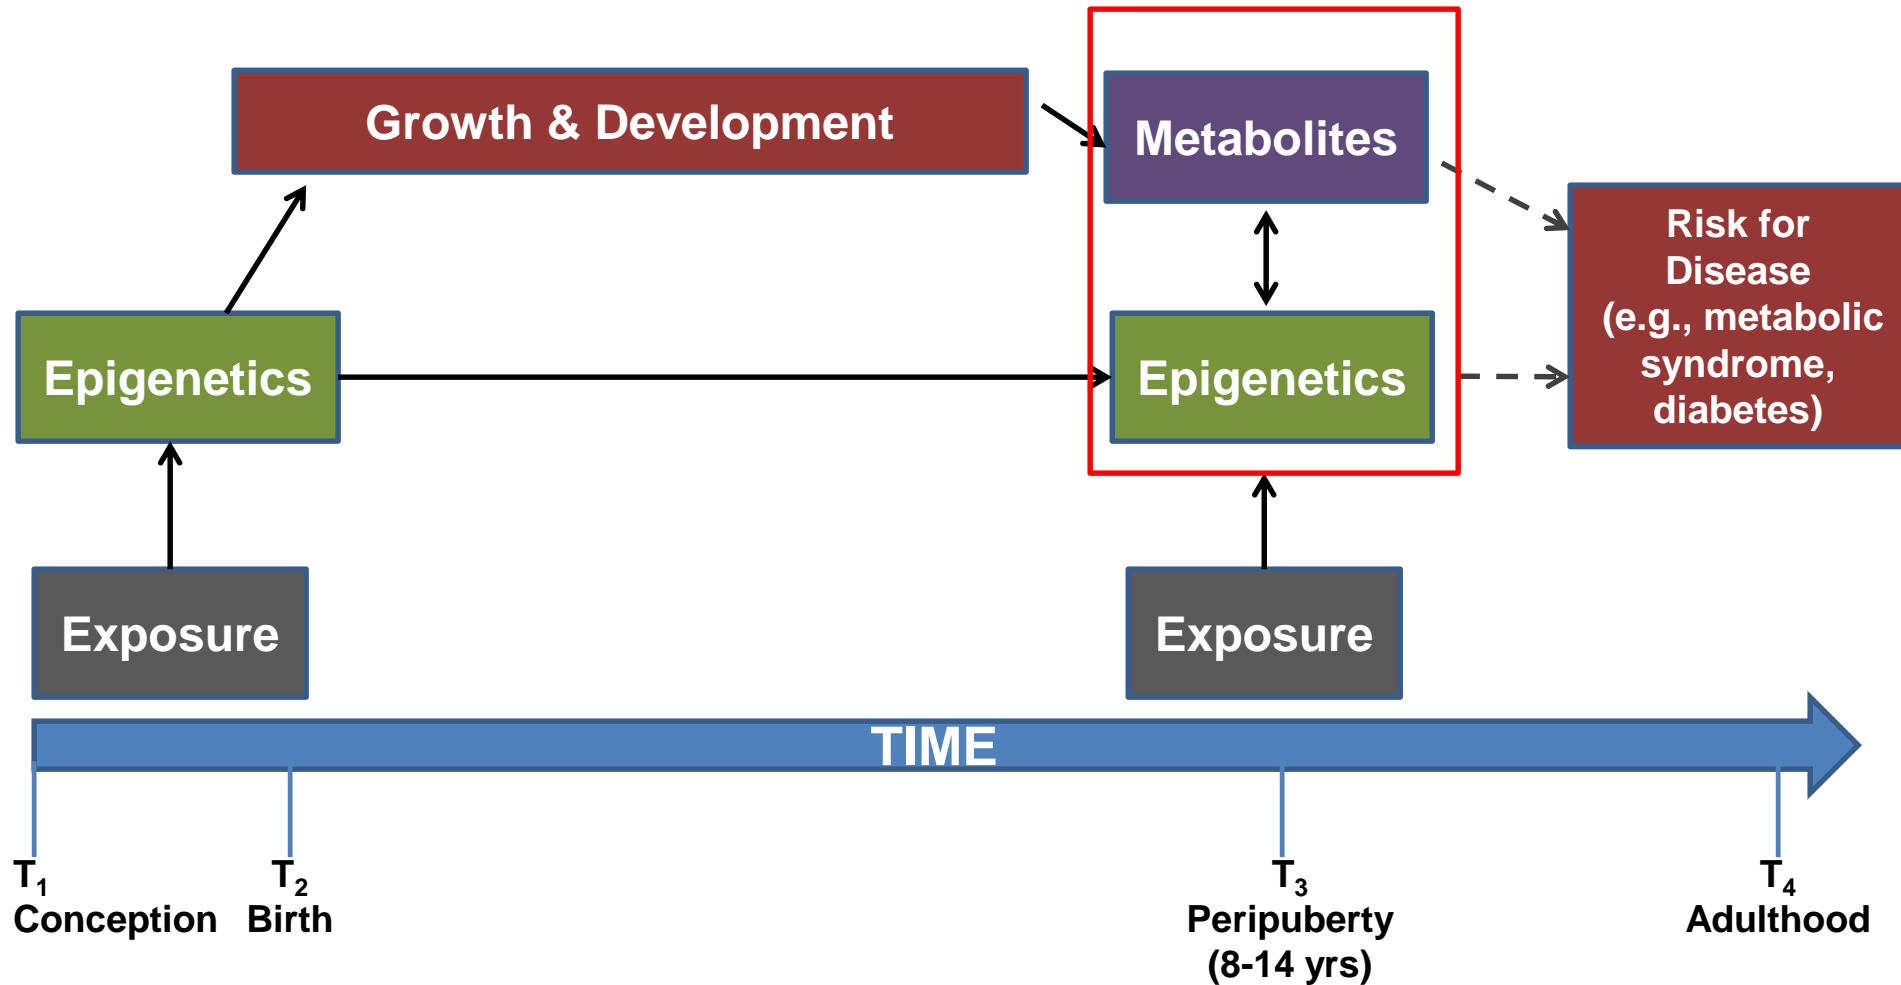 Growth & Development
Metabolites
Risk for
Disease
(e.g., metabolic
syndrome,
diabetes)
Epigenetics
Epigenetics
Exposure
Exposure
TIME
T1
Conception
T2
Birth
T3
Peripuberty
(8-14 yrs)
T4
Adulthood